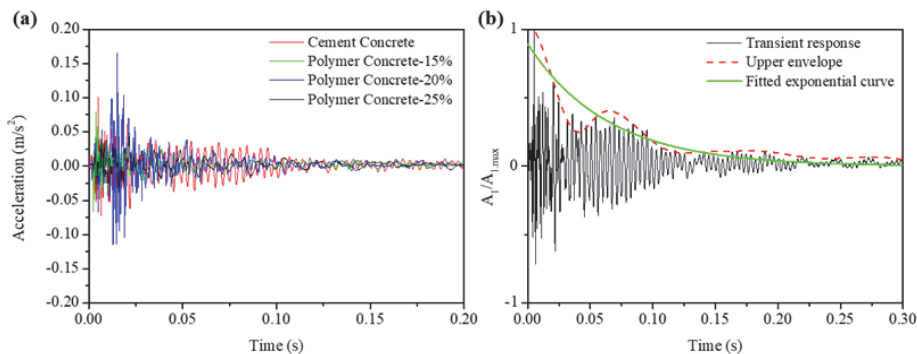 (a)
0.20
0.15
0.10
0.05
0.00
-0.05
-0.10
-0.15
-0.20
Acceleration (m/s²)
Cement Concrete
Polymer Concrete-15%
Polymer Concrete-20%
Polymer Concrete-25%
0.00 0.05 0.10 0.15 0.20
Time (s)
(b)
1
0
-1
A₁/A₁,max
Transient response
Upper envelope
Fitted exponential curve
0.00 0.05 0.10 0.15 0.20 0.25 0.30
Time (s)